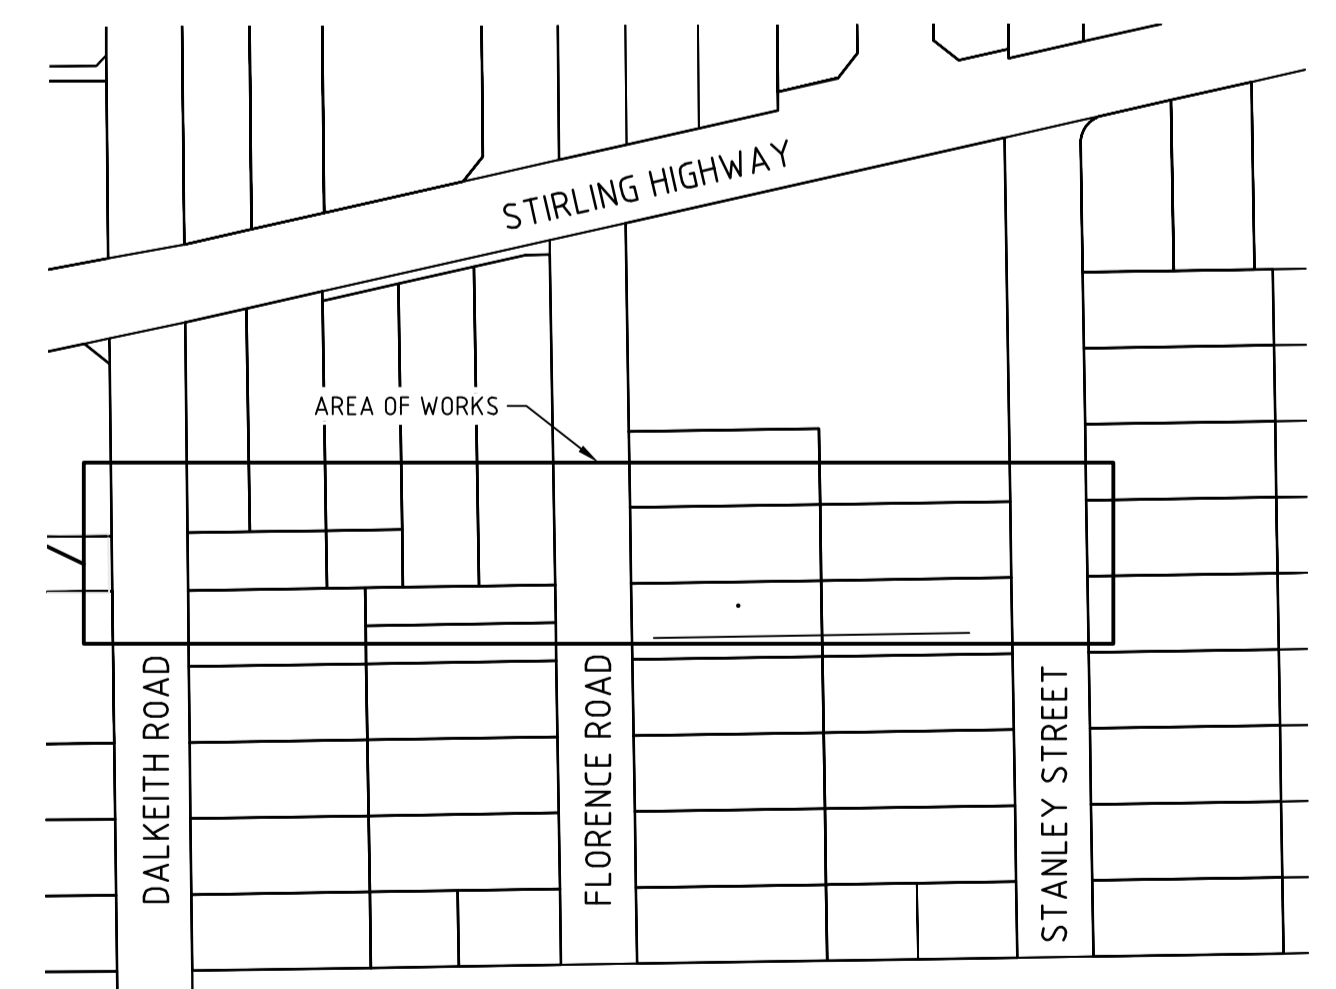 STIRLING HIGHWAY
AREA OF WORKS
DALKEITH ROAD
FLORENCE ROAD
STANLEY STREET